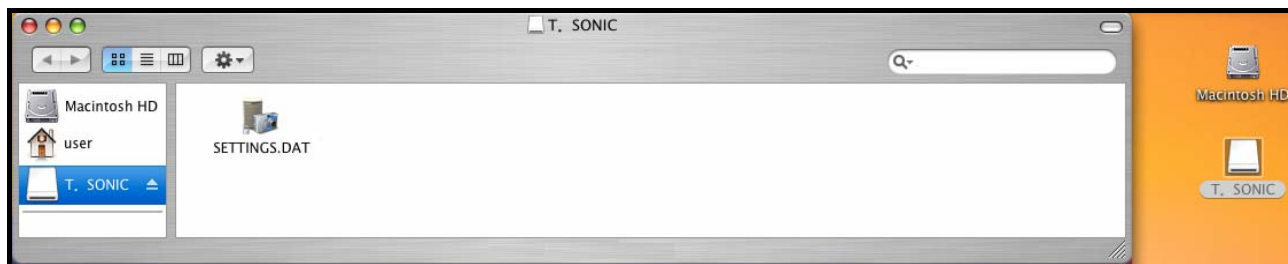 T. SONIC
Macintosh HD
user
T. SONIC
SETTINGS.DAT
Macintosh HD
T. SONIC